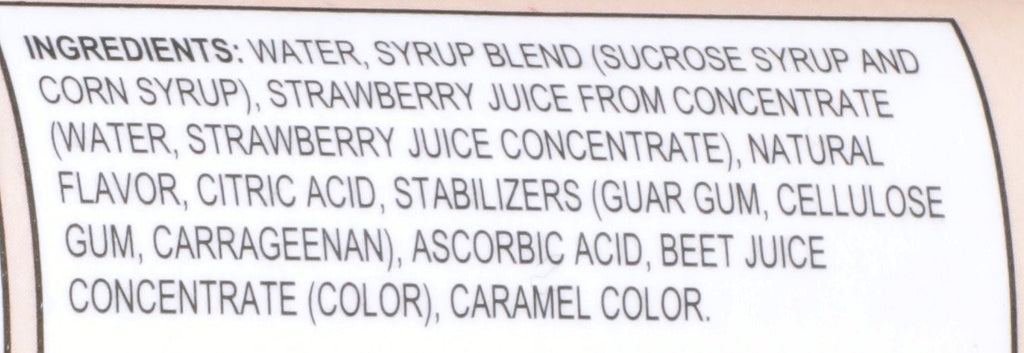 INGREDIENTS: WATER, SYRUP BLEND (SUCROSE SYRUP AND
CORN SYRUP), STRAWBERRY JUICE FROM CONCENTRATE
(WATER, STRAWBERRY JUICE CONCENTRATE), NATURAL
FLAVOR, CITRIC ACID, STABILIZERS (GUAR GUM, CELLULOSE
GUM, CARRAGEENAN), ASCORBIC ACID, BEET JUICE
CONCENTRATE (COLOR), CARAMEL COLOR.